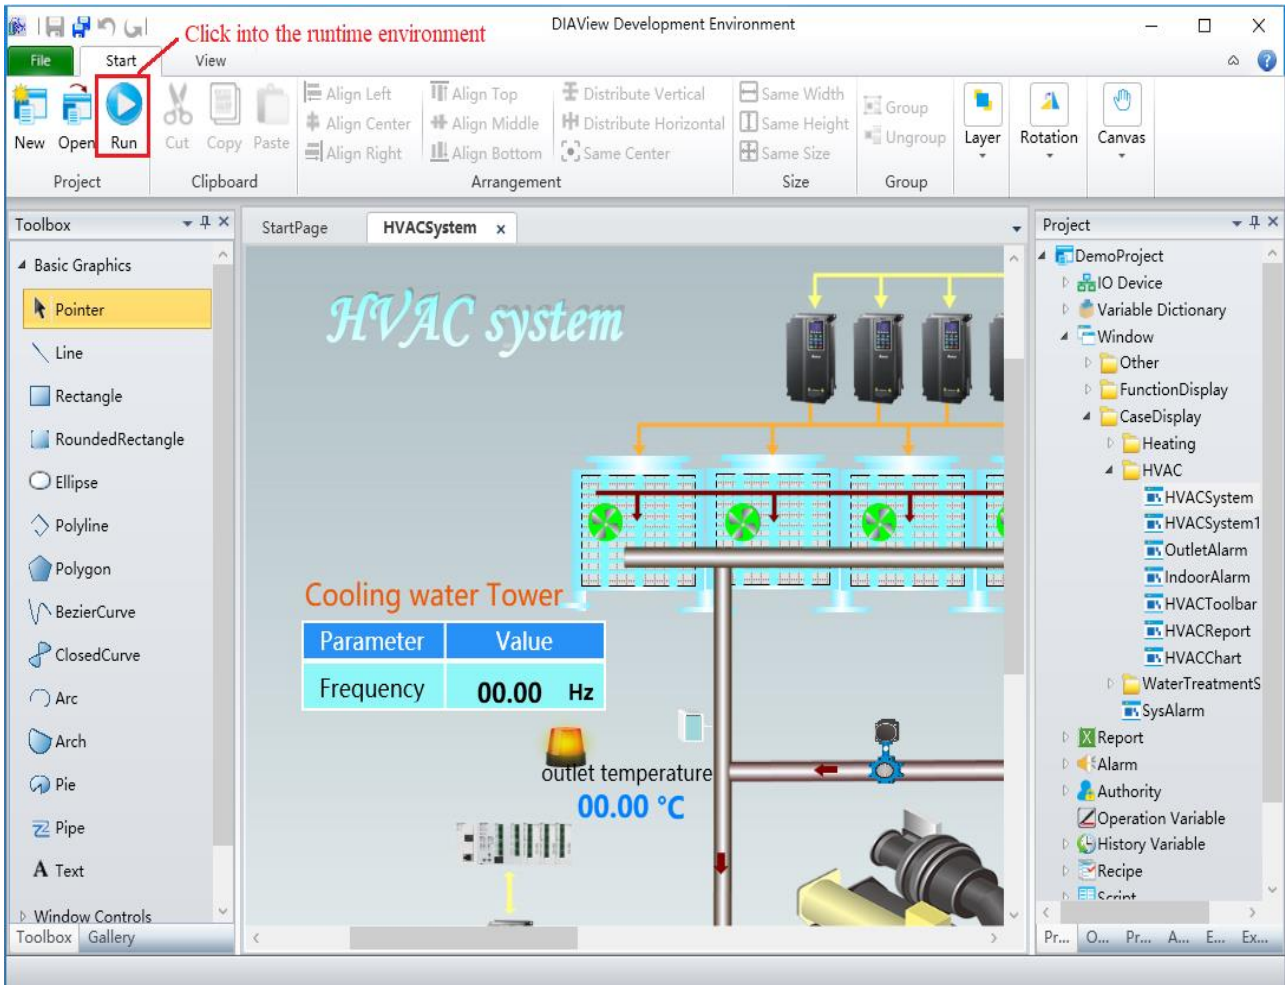 DIAView Development Environment
Click into the runtime environment
File Start View
New Open Run
Project
Cut Copy Paste
Clipboard
Align Left Align Top Distribute Vertical
Align Center Align Middle Distribute Horizontal
Align Right Align Bottom Same Center
Arrangement
Same Width
Same Height
Same Size
Size
Group
Ungroup
Group
Layer
Rotation
Canvas
Toolbox
Basic Graphics
Pointer
Line
Rectangle
RoundedRectangle
Ellipse
Polyline
Polygon
BezierCurve
ClosedCurve
Arc
Arch
Pie
Pipe
A Text
Window Controls
Toolbox Gallery
StartPage HVACSystem x
HVAC system
Cooling water Tower
Parameter Value
Frequency 00.00 Hz
outlet temperature
00.00 °C
Project
DemoProject
IO Device
Variable Dictionary
Window
Other
FunctionDisplay
CaseDisplay
Heating
HVAC
HVACSystem
HVACSystem1
OutletAlarm
IndoorAlarm
HVACToolbar
HVACReport
HVACChart
WaterTreatmentS
SysAlarm
Report
Alarm
Authority
Operation Variable
History Variable
Recipe
Script
Pr... O... Pr... A... E... Ex...